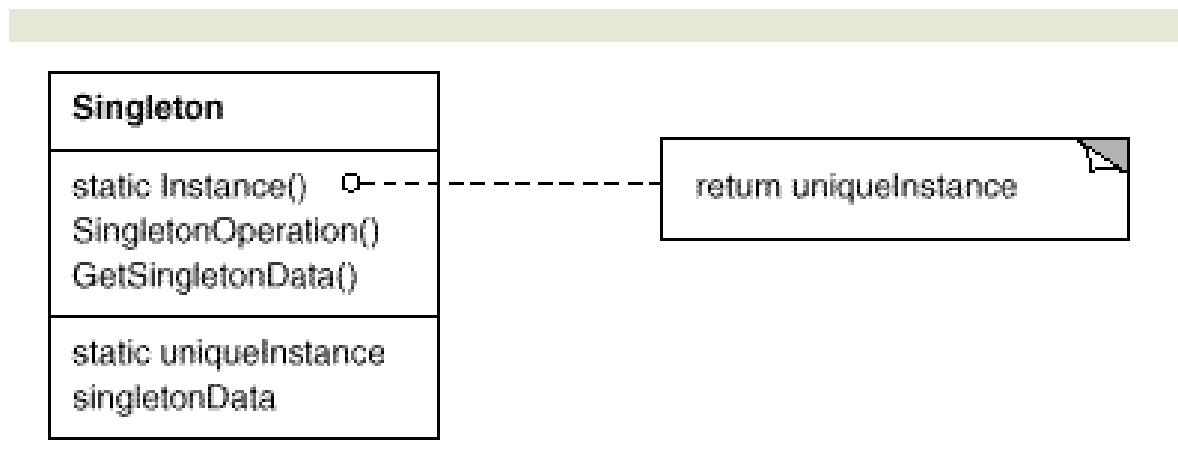 Singleton
static Instance()
SingletonOperation()
GetSingletonData()
static uniqueInstance
singletonData
return uniqueInstance